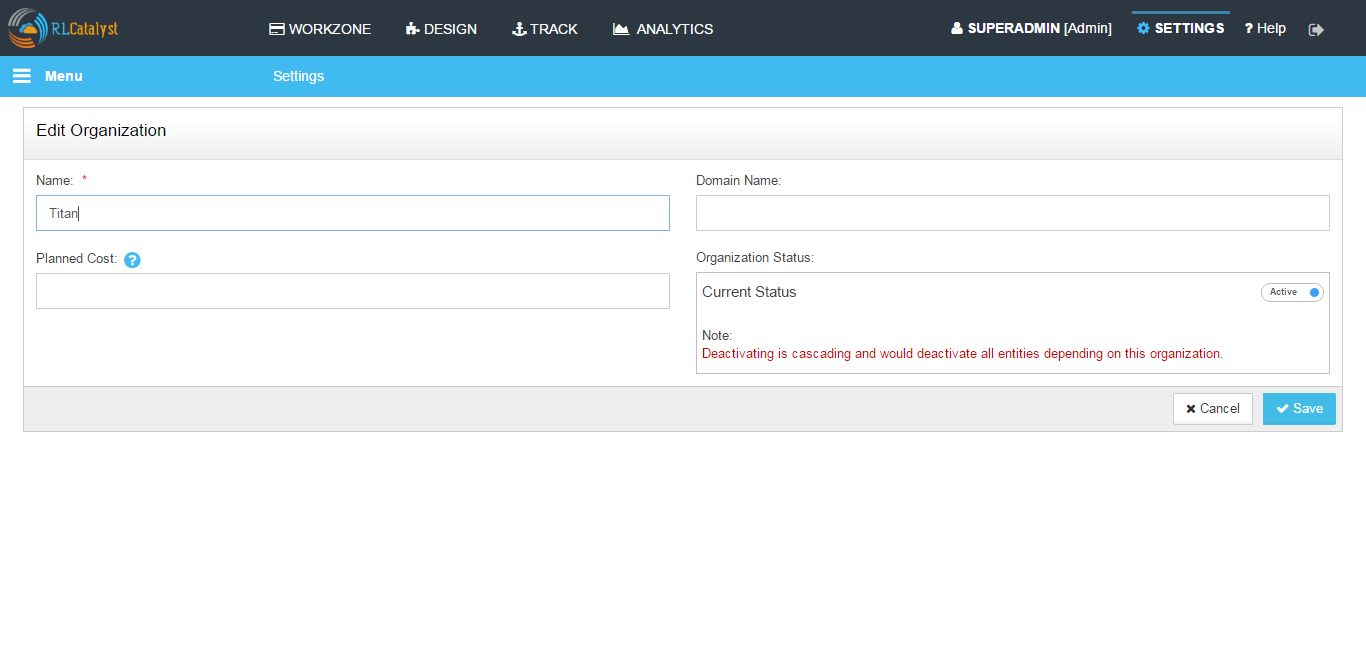 RLCatalyst WORKZONE DESIGN TRACK ANALYTICS SUPERADMIN [Admin] SETTINGS ? Help
Menu Settings
Edit Organization
Name: * Domain Name:
Titan
Planned Cost: ? Organization Status:
Current Status Active
Note:
Deactivating is cascading and would deactivate all entities depending on this organization.
Cancel Save